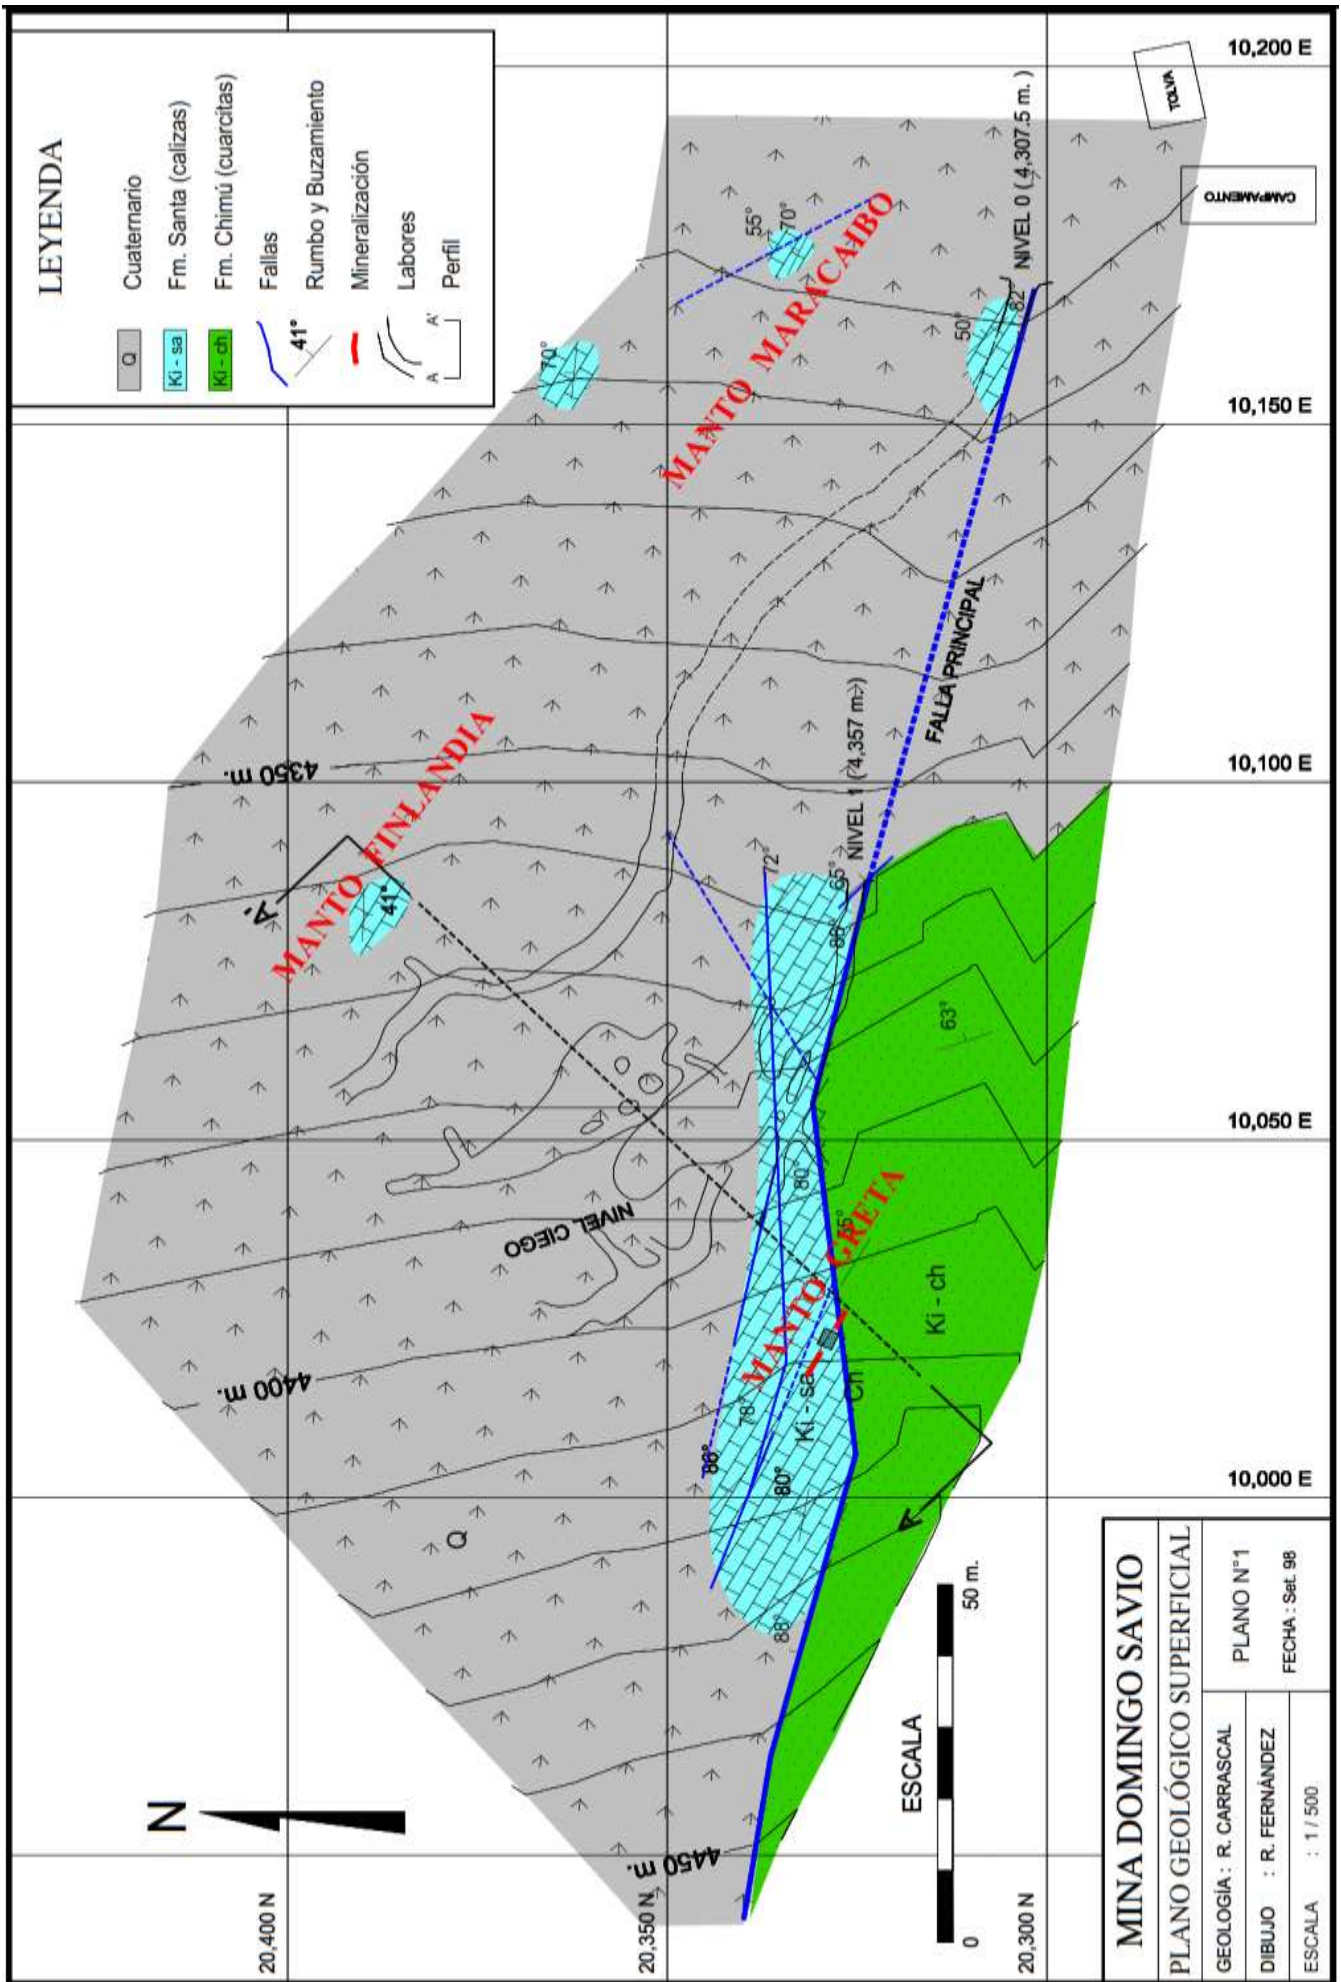 LEYENDA
Q Cuaternario
Ki - sa Fm. Santa (calizas)
Ki - ch Fm. Chimú (cuarcitas)
Fallas
41° Rumbo y Buzamiento
Mineralización
Labores
A A' Perfil
N
20,400 N
20,350 N
20,300 N
10,000 E
10,050 E
10,100 E
10,150 E
10,200 E
4450 m.
4400 m.
4350 m.
Q
A'
MANTO FINLANDIA
41°
NIVEL CIEGO
70°
MANTO MARACAIBO
55°
70°
50°
82°
NIVEL 0 ( 4,307.5 m. )
TOLVA
CAMPAMENTO
FALLA PRINCIPAL
NIVEL 1 ( 4,357 m. )
72°
65°
88°
80°
MANTO GRETA
78°
86°
80°
88°
Ki - sa
Ch
Ki - ch
63°
A
ESCALA
0 50 m.
MINA DOMINGO SAVIO
PLANO GEOLÓGICO SUPERFICIAL
GEOLOGÍA : R. CARRASCAL
DIBUJO : R. FERNÁNDEZ
ESCALA : 1 / 500
PLANO N°1
FECHA : Set. 98